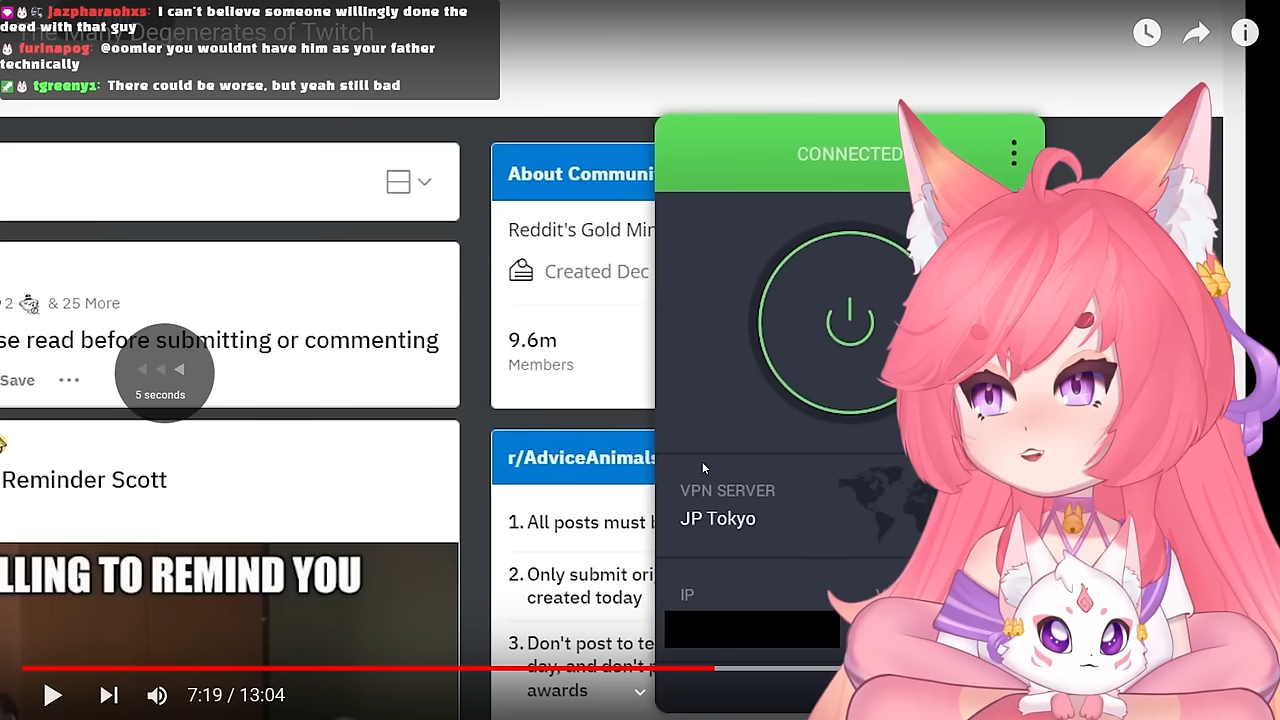 jazpharaohxs: I can't believe someone willingly done the
deed with that guy
The Many Degenerates of Twitch
furinapog: @oomler you wouldnt have him as your father
technically
tgreeny1: There could be worse, but yeah still bad
CONNECTED
About Communi
2 & 25 More
Reddit's Gold Min
Created Dec
se read before submitting or commenting
9.6m
Members
Save
5 seconds
r/AdviceAnimals
Reminder Scott
VPN SERVER
JP Tokyo
1. All posts must b
LLING TO REMIND YOU
2. Only submit ori
created today
IP
3. Don't post to te
day, and don't p
awards
7:19 / 13:04